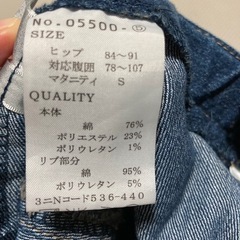 No.05500-⑤
SIZE
ヒップ 84〜91
対応腹囲 78〜107
マタニティ S
QUALITY
本体
綿 76%
ポリエステル 23%
ポリウレタン 1%
リブ部分
綿 95%
ポリウレタン 5%
3ニNコード536-440